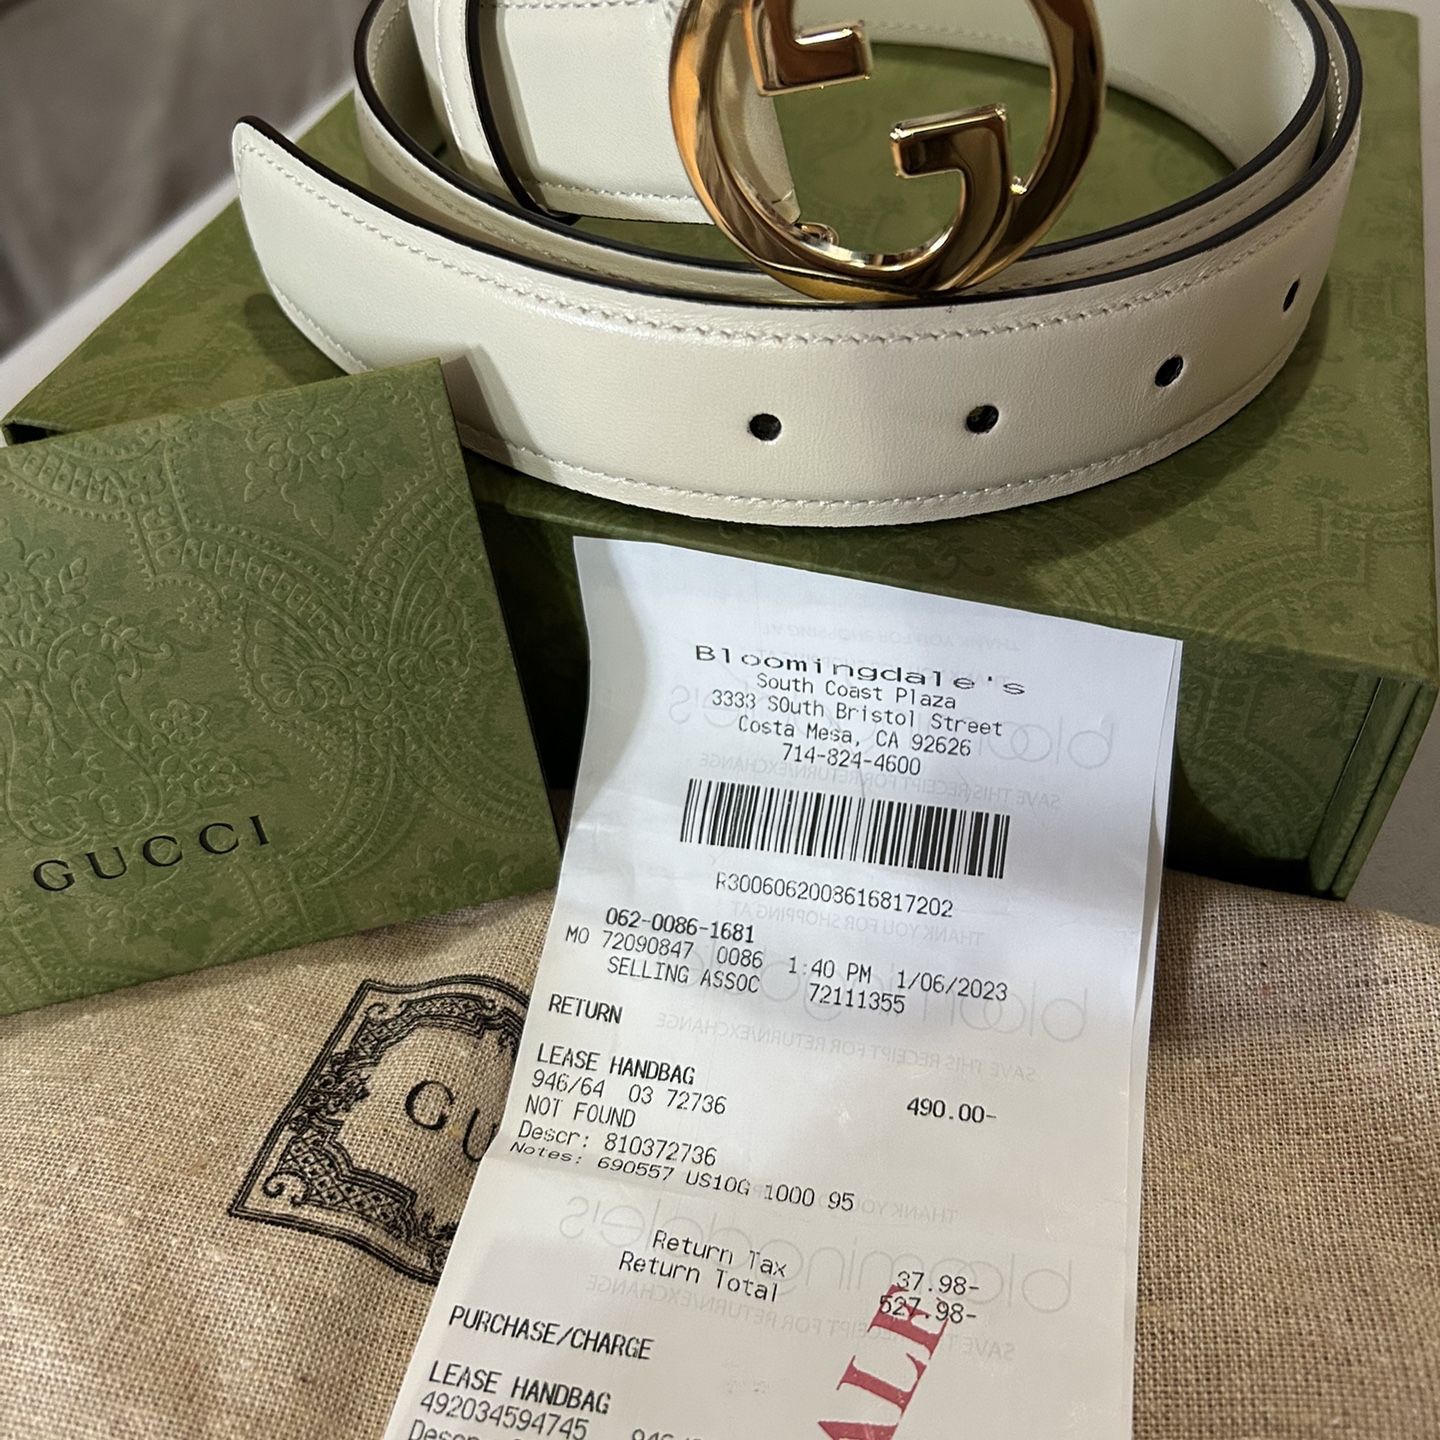 GUCCI
GU
Bloomingdale's
South Coast Plaza
3333 SOuth Bristol Street
Costa Mesa, CA 92626
714-824-4600
R3006062008616817202
062-0086-1681
MO 72090847 0086 1:40 PM 1/06/2023
SELLING ASSOC 72111355
RETURN
LEASE HANDBAG
946/64 03 72736 490.00-
NOT FOUND
Descr: 810372736
Notes: 690557 US10G 1000 95
Return Tax 37.98-
Return Total 527.98-
PURCHASE/CHARGE
LEASE HANDBAG
492034594745
Descr:
ALE